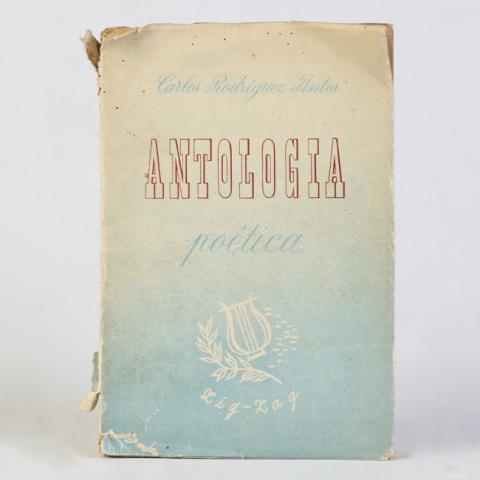 Carlos Rodríguez-Pintos
ANTOLOGIA
poética
Zig-Zag